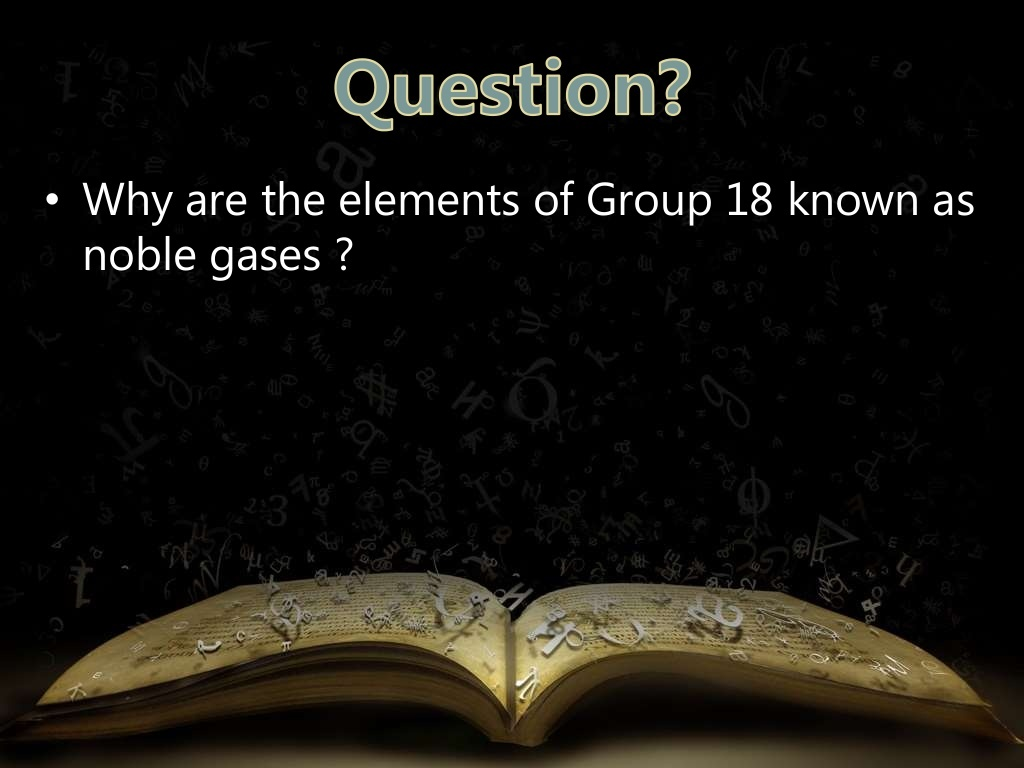 Question?
• Why are the elements of Group 18 known as
noble gases ?